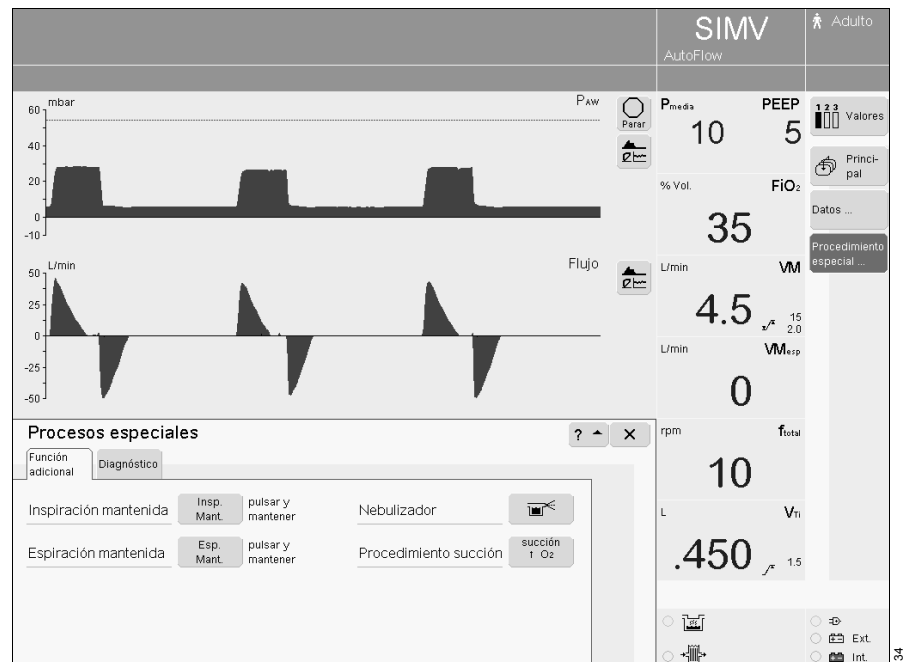 SIMV
AutoFlow
Adulto
mbar
PAW
60
40
20
0
-10
Parar
L/min
Flujo
50
25
0
-25
-50
Pmedia
PEEP
10
5
% Vol.
FiO2
35
L/min
VM
4.5
15
2.0
L/min
VMesp
0
rpm
ftotal
10
L
VTi
.450
1.5
1 2 3
Valores
Princi-
pal
Datos ...
Procedimiento
especial ...
Procesos especiales
?
Función
adicional
Diagnóstico
Inspiración mantenida
Insp.
Mant.
pulsar y
mantener
Nebulizador
Espiración mantenida
Esp.
Mant.
pulsar y
mantener
Procedimiento succión
succión
↑ O2
Ext.
Int.
34